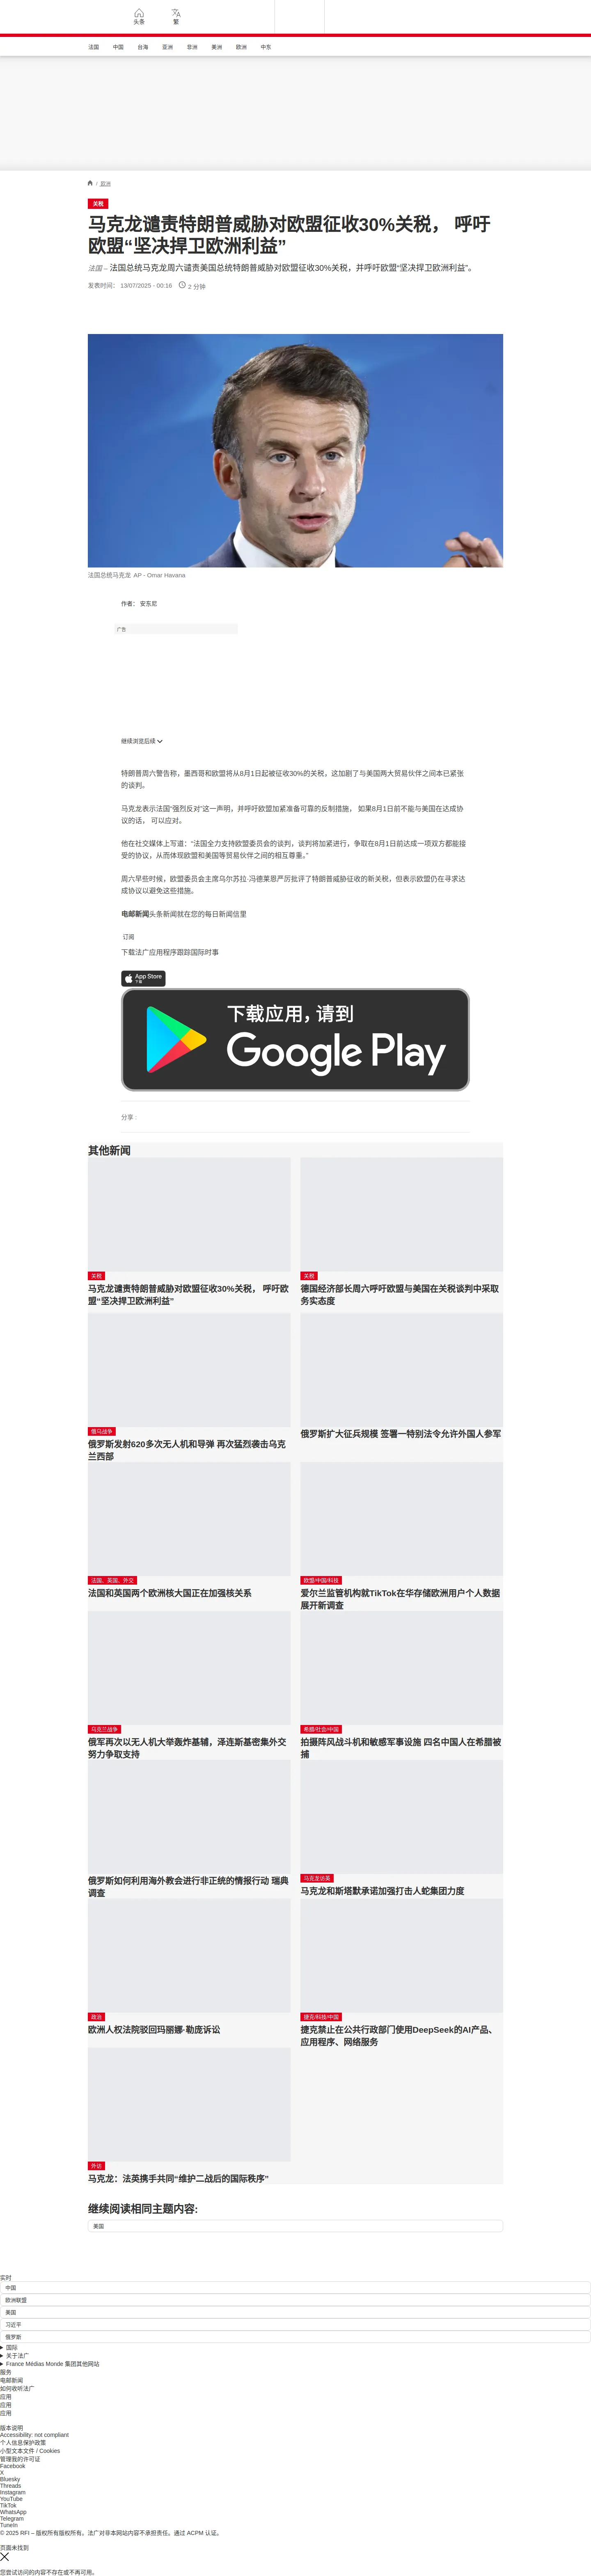 头条
繁
法国 中国 台海 亚洲 非洲 美洲 欧洲 中东
/ 欧洲
关税
马克龙谴责特朗普威胁对欧盟征收30%关税， 呼吁
欧盟“坚决捍卫欧洲利益”
法国 – 法国总统马克龙周六谴责美国总统特朗普威胁对欧盟征收30%关税，并呼吁欧盟“坚决捍卫欧洲利益”。
发表时间： 13/07/2025 - 00:16 2 分钟
法国总统马克龙 AP - Omar Havana
作者： 安东尼
广告
继续浏览后续
特朗普周六警告称，墨西哥和欧盟将从8月1日起被征收30%的关税，这加剧了与美国两大贸易伙伴之间本已紧张
的谈判。
马克龙表示法国“强烈反对”这一声明，并呼吁欧盟加紧准备可靠的反制措施， 如果8月1日前不能与美国在达成协
议的话， 可以应对。
他在社交媒体上写道：“法国全力支持欧盟委员会的谈判，谈判将加紧进行，争取在8月1日前达成一项双方都能接
受的协议，从而体现欧盟和美国等贸易伙伴之间的相互尊重。”
周六早些时候，欧盟委员会主席乌尔苏拉·冯德莱恩严厉批评了特朗普威胁征收的新关税，但表示欧盟仍在寻求达
成协议以避免这些措施。
电邮新闻头条新闻就在您的每日新闻信里
订阅
下载法广应用程序跟踪国际时事
App Store
下载
下载应用，请到
Google Play
分享 :
其他新闻
关税
马克龙谴责特朗普威胁对欧盟征收30%关税， 呼吁欧
盟“坚决捍卫欧洲利益”
关税
德国经济部长周六呼吁欧盟与美国在关税谈判中采取
务实态度
俄乌战争
俄罗斯发射620多次无人机和导弹 再次猛烈袭击乌克
兰西部
俄罗斯扩大征兵规模 签署一特别法令允许外国人参军
法国、英国、外交
法国和英国两个欧洲核大国正在加强核关系
欧盟/中国/科技
爱尔兰监管机构就TikTok在华存储欧洲用户个人数据
展开新调查
乌克兰战争
俄军再次以无人机大举轰炸基辅，泽连斯基密集外交
努力争取支持
希腊/社会/中国
拍摄阵风战斗机和敏感军事设施 四名中国人在希腊被
捕
俄罗斯如何利用海外教会进行非正统的情报行动 瑞典
调查
马克龙访英
马克龙和斯塔默承诺加强打击人蛇集团力度
政治
欧洲人权法院驳回玛丽娜·勒庞诉讼
捷克/科技/中国
捷克禁止在公共行政部门使用DeepSeek的AI产品、
应用程序、网络服务
外访
马克龙：法英携手共同“维护二战后的国际秩序”
继续阅读相同主题内容:
美国
实时
中国
欧洲联盟
美国
习近平
俄罗斯
国际
关于法广
France Médias Monde 集团其他网站
服务
电邮新闻
如何收听法广
应用
应用
应用
版本说明
Accessibility: not compliant
个人信息保护政策
小型文本文件 / Cookies
管理我的许可证
Facebook
X
Bluesky
Threads
Instagram
YouTube
TikTok
WhatsApp
Telegram
TuneIn
© 2025 RFI – 版权所有版权所有。法广对非本网站内容不承担责任。通过 ACPM 认证。
页面未找到
您尝试访问的内容不存在或不再可用。